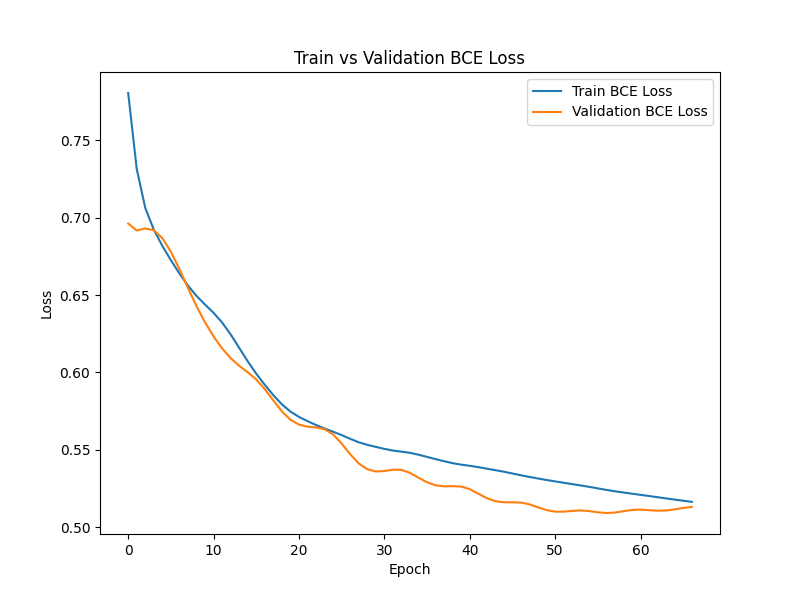 Train vs Validation BCE Loss
Train BCE Loss
Validation BCE Loss
0.75
0.70
0.65
0.60
0.55
0.50
Loss
0 10 20 30 40 50 60
Epoch